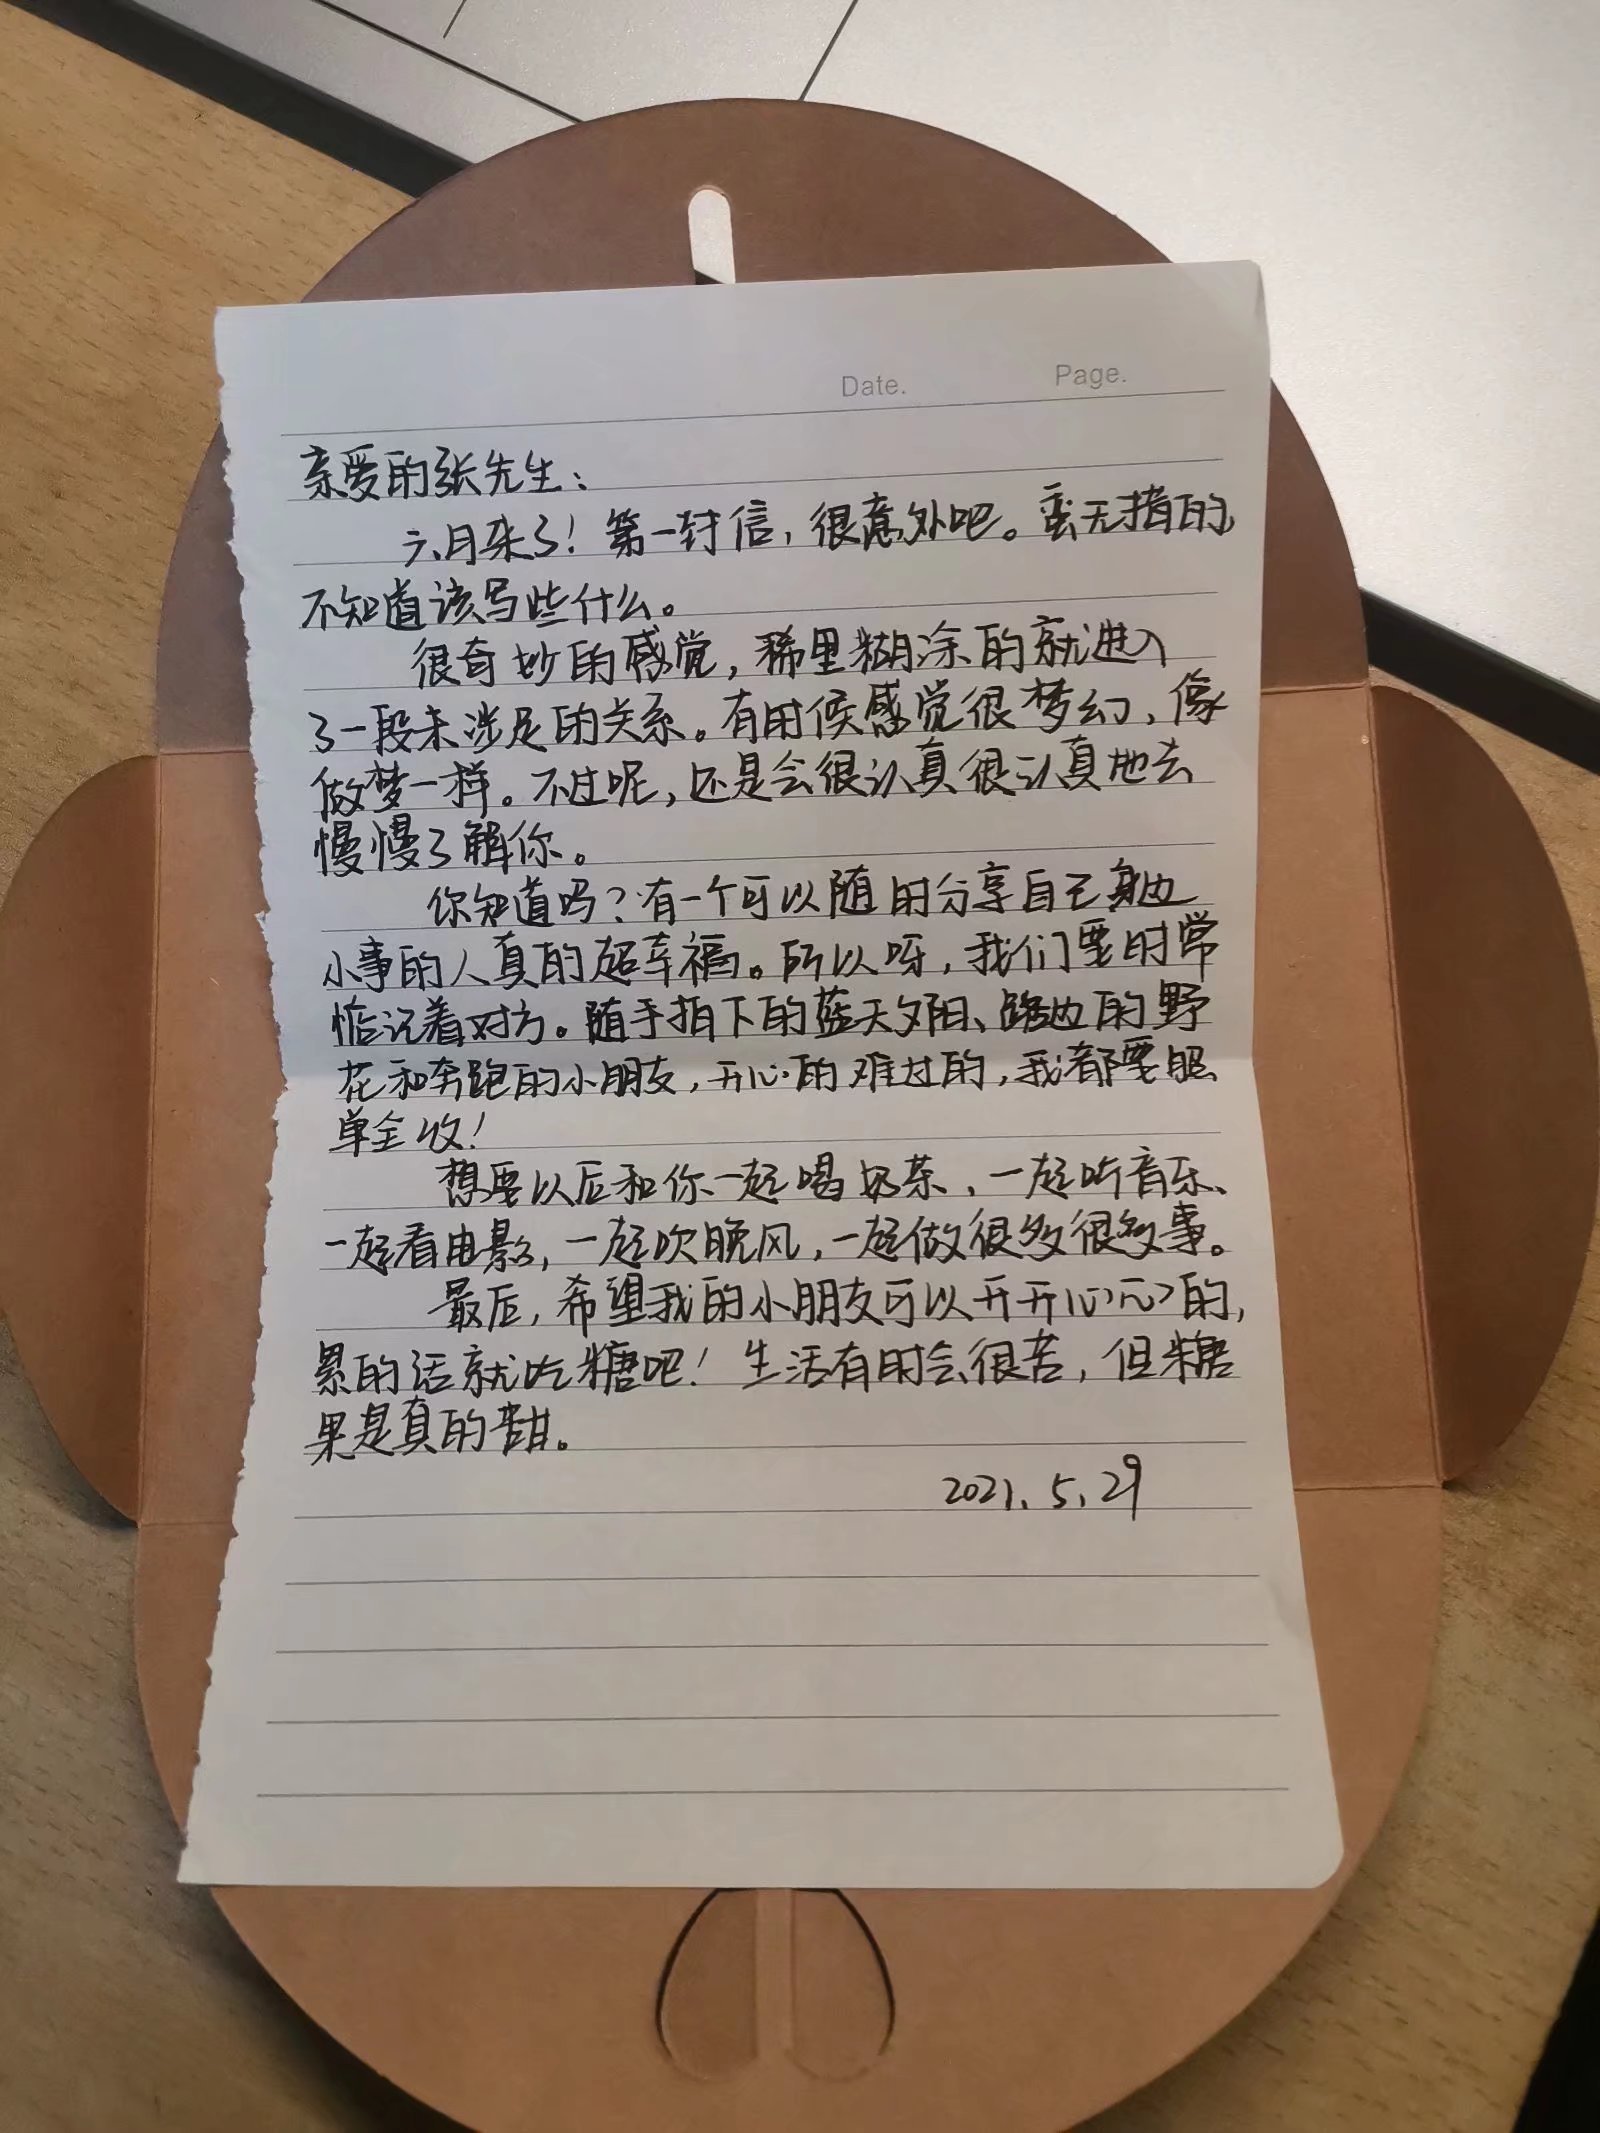 Date. Page.
亲爱的张先生：
六月来了！第一封信，很意外吧。蛮无措的，
不知道该写些什么。
很奇妙的感觉，稀里糊涂的就进入
了一段未涉足的关系。有时候感觉很梦幻、像
做梦一样。不过呢，还是会很认真很认真地去
慢慢了解你。
你知道吗？有一个可以随时分享自己身边
小事的人真的超幸福。所以呀，我们要时常
惦记着对方。随手拍下的蓝天夕阳、路边的野
花和奔跑的小朋友，开心的难过的，我都要照
单全收！
想要以后和你一起喝奶茶，一起听音乐、
一起看电影，一起吹晚风，一起做很多很多事。
最后，希望我的小朋友可以开开心心的，
累的话就吃糖吧！生活有时会很苦，但糖
果是真的甜。
2021.5.29